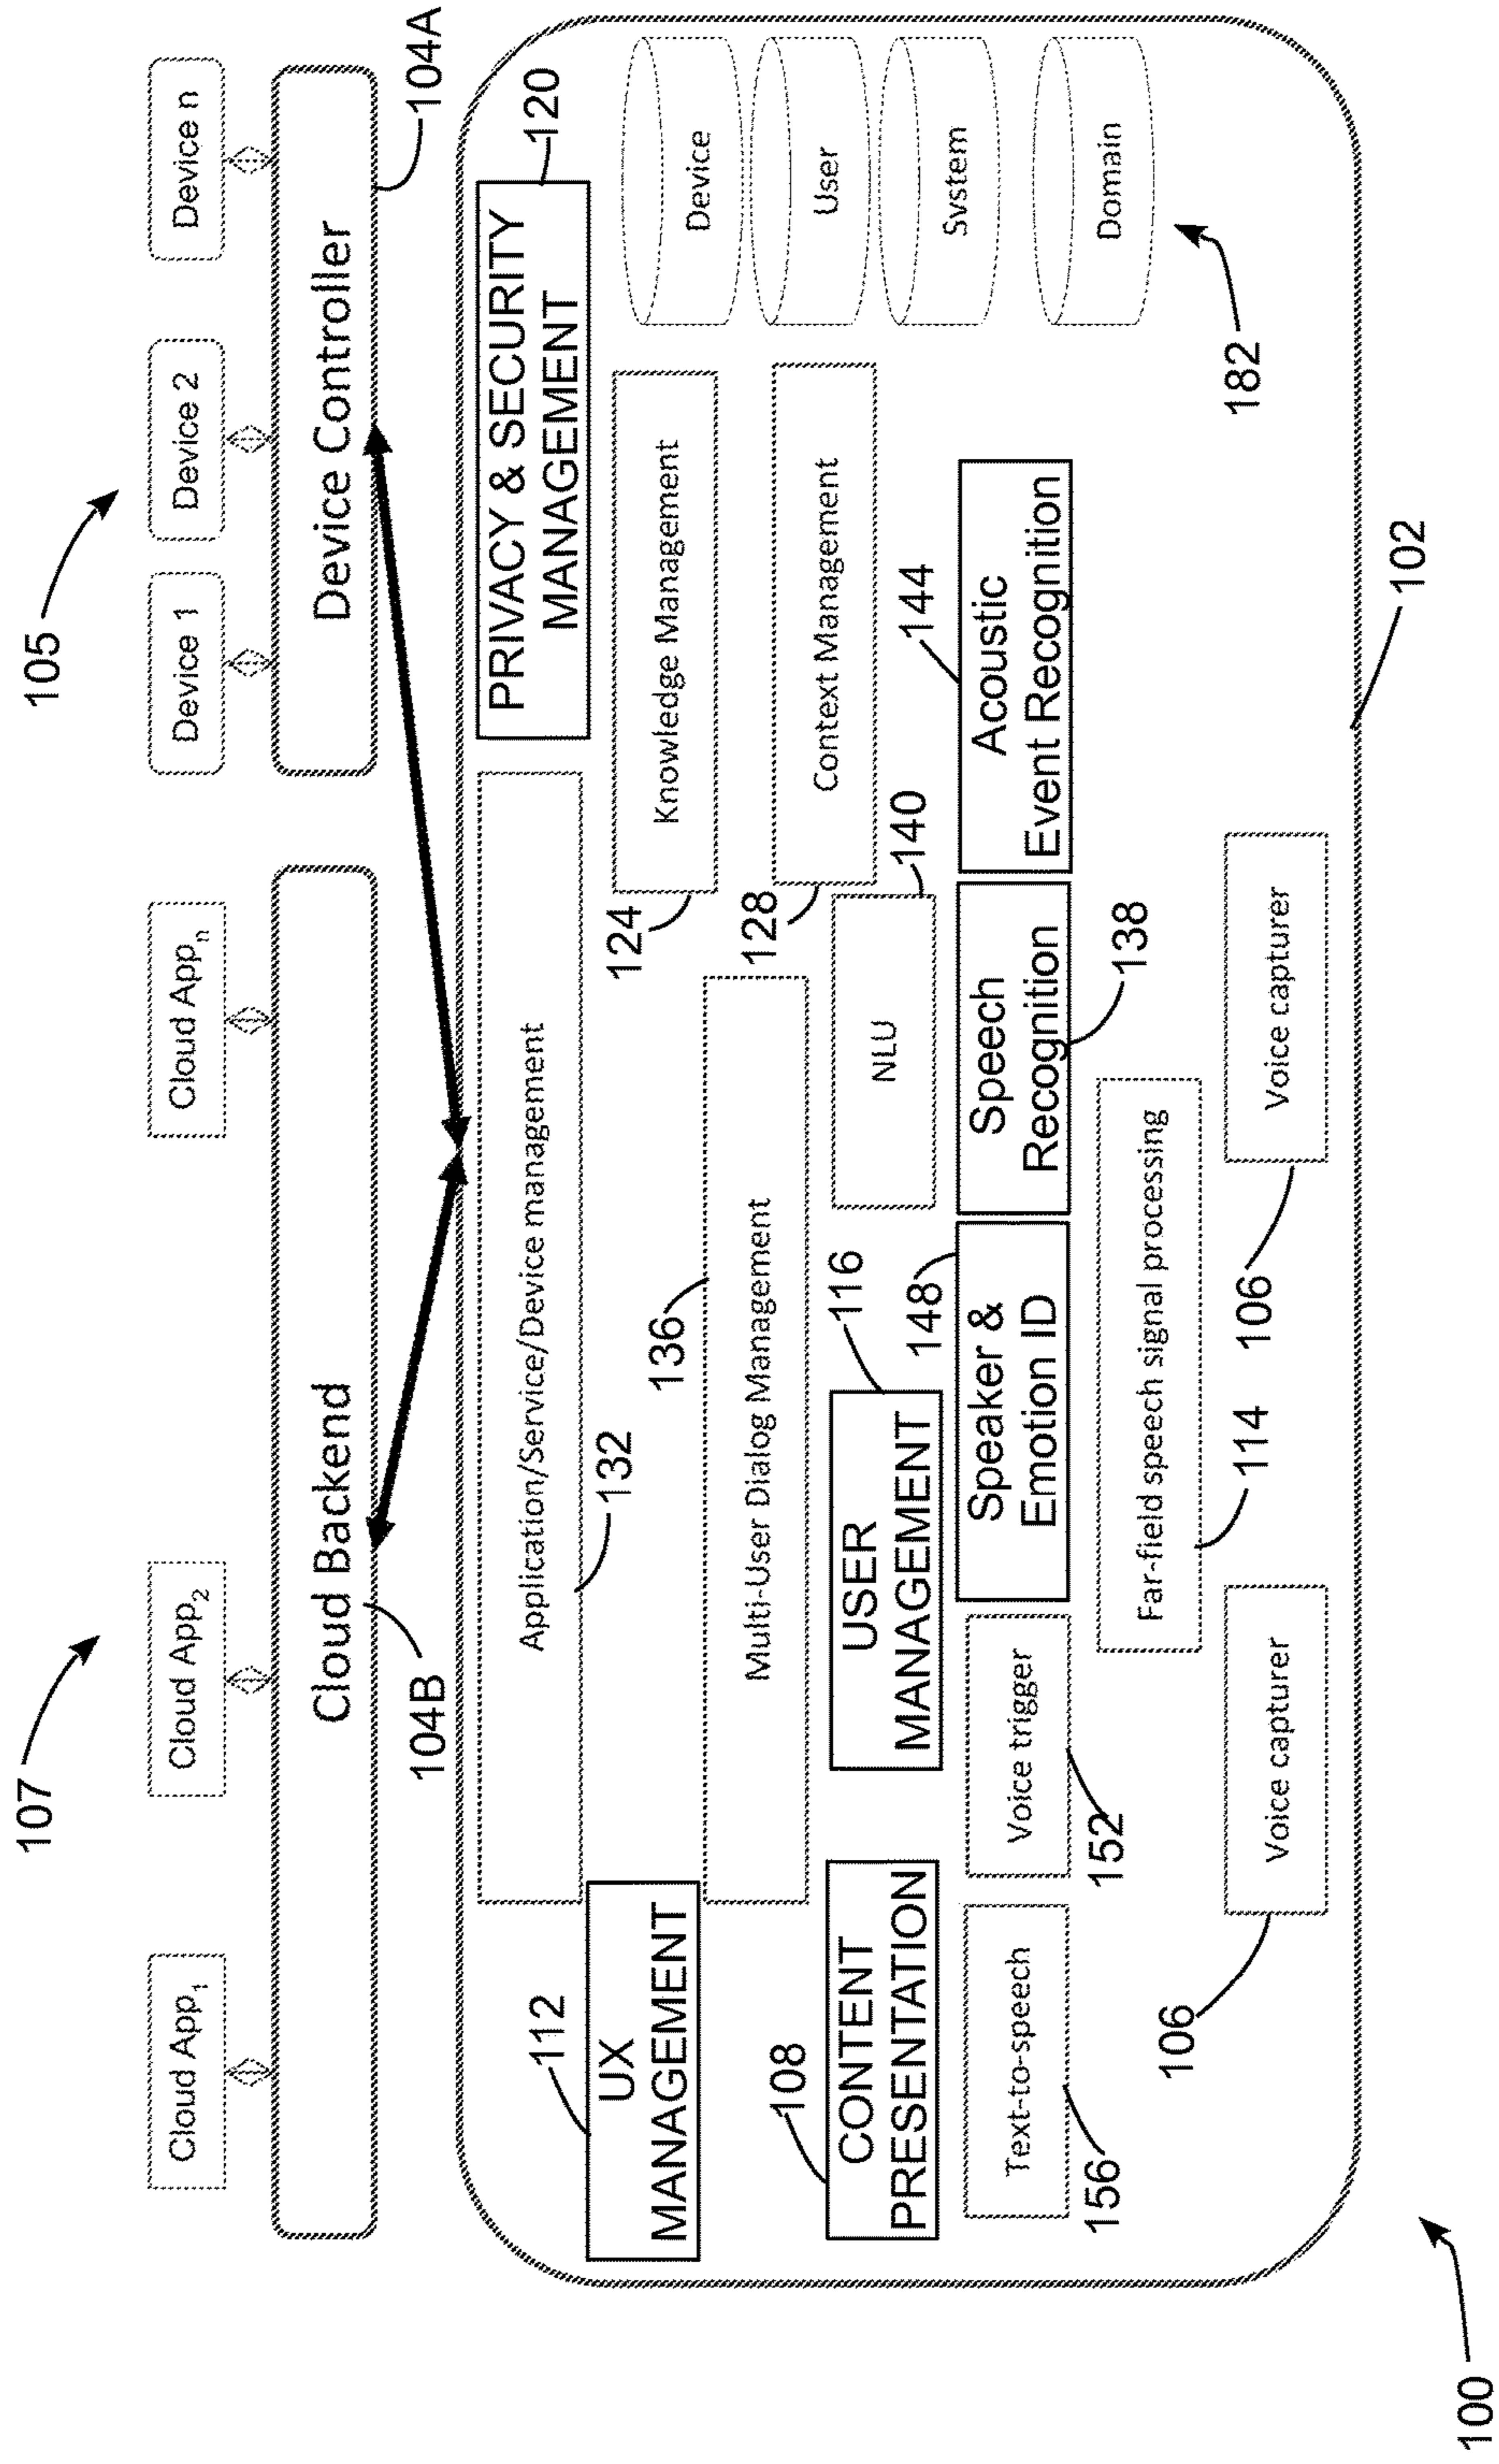 107
105
Cloud App1
Cloud App2
Cloud Appn
Device 1
Device 2
Device n
Cloud Backend
Device Controller
104B
104A
Application/Service/Device management
PRIVACY & SECURITY
MANAGEMENT
120
112
UX
MANAGEMENT
132
124
Knowledge Management
Device
136
Multi-User Dialog Management
128
Context Management
User
108
CONTENT
PRESENTATION
116
USER
MANAGEMENT
NLU
140
144
Svstem
148
Text-to-speech
Voice trigger
Speaker &
Emotion ID
Speech
Recognition
Acoustic
Event Recognition
Domain
156
152
138
Far-field speech signal processing
106
114
106
182
Voice capturer
Voice capturer
102
100